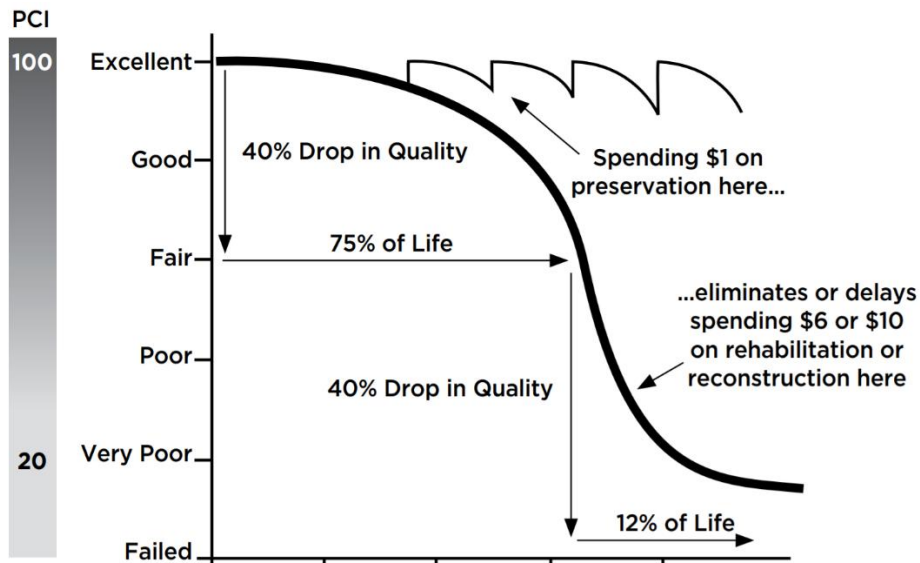 PCI
100
Excellent
40% Drop in Quality
Good
Spending $1 on
preservation here...
75% of Life
Fair
...eliminates or delays
spending $6 or $10
on rehabilitation or
reconstruction here
Poor
40% Drop in Quality
20
Very Poor
12% of Life
Failed